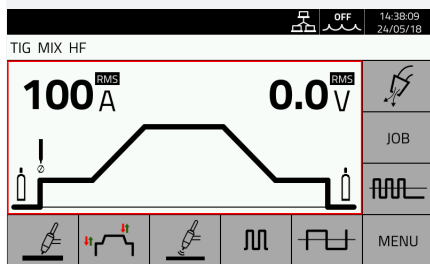 OFF
14:38:09
24/05/18
TIG MIX HF
100 RMS A
0.0 RMS V
JOB
MENU